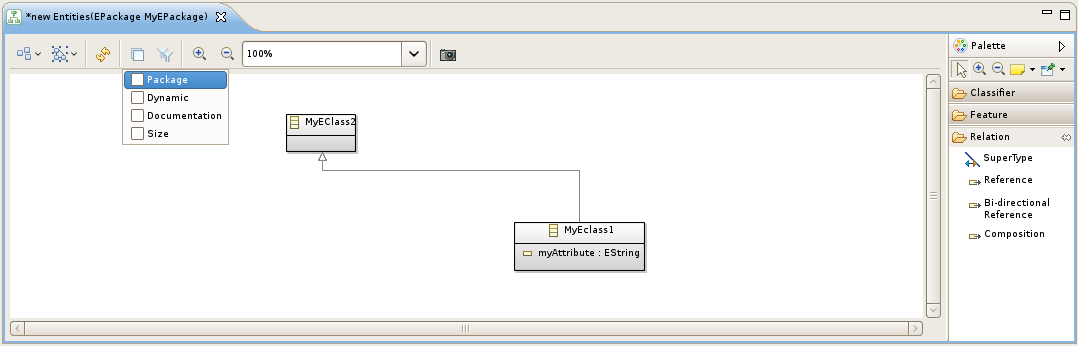 *new Entities(EPackage MyEPackage)
100%
Package
Dynamic
Documentation
Size
MyEClass2
MyEclass1
myAttribute : EString
Palette
Classifier
Feature
Relation
SuperType
Reference
Bi-directional
Reference
Composition